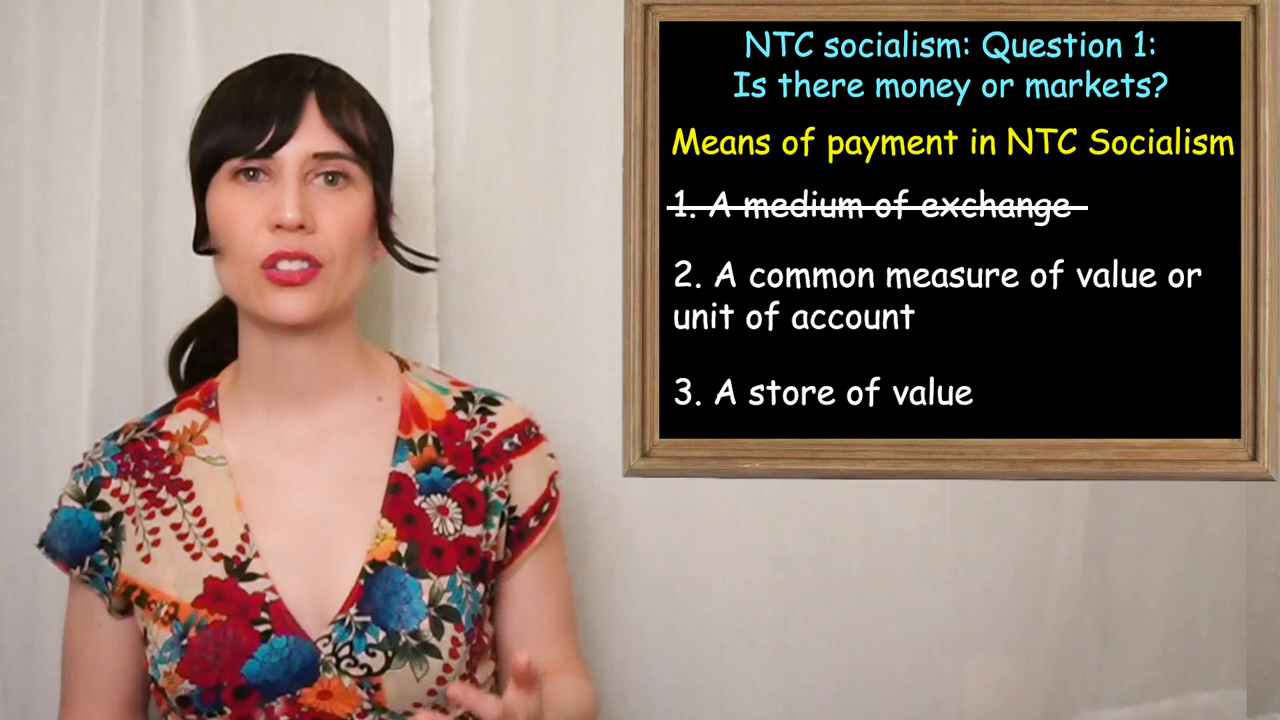 NTC socialism: Question 1:
Is there money or markets?
Means of payment in NTC Socialism
1. A medium of exchange
2. A common measure of value or
unit of account
3. A store of value